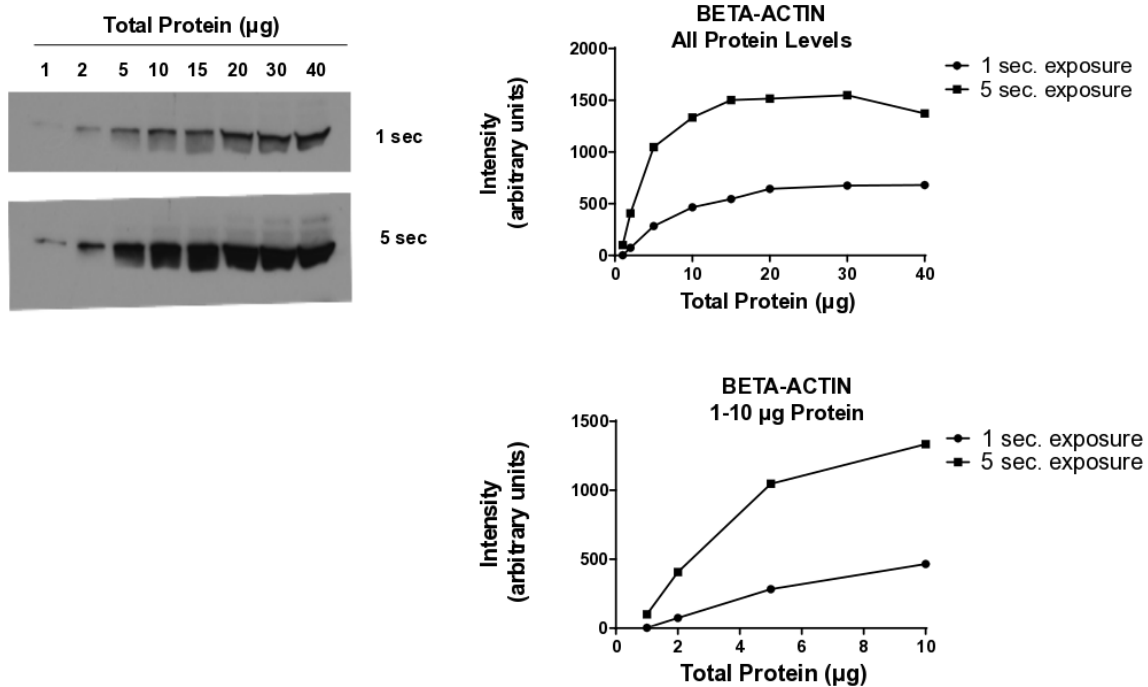 Total Protein (µg)
1 2 5 10 15 20 30 40
1 sec
5 sec
BETA-ACTIN
All Protein Levels
2000
1500
1000
500
0
0 10 20 30 40
Intensity
(arbitrary units)
Total Protein (µg)
1 sec. exposure
5 sec. exposure
BETA-ACTIN
1-10 µg Protein
1500
1000
500
0
0 2 4 6 8 10
Intensity
(arbitrary units)
Total Protein (µg)
1 sec. exposure
5 sec. exposure